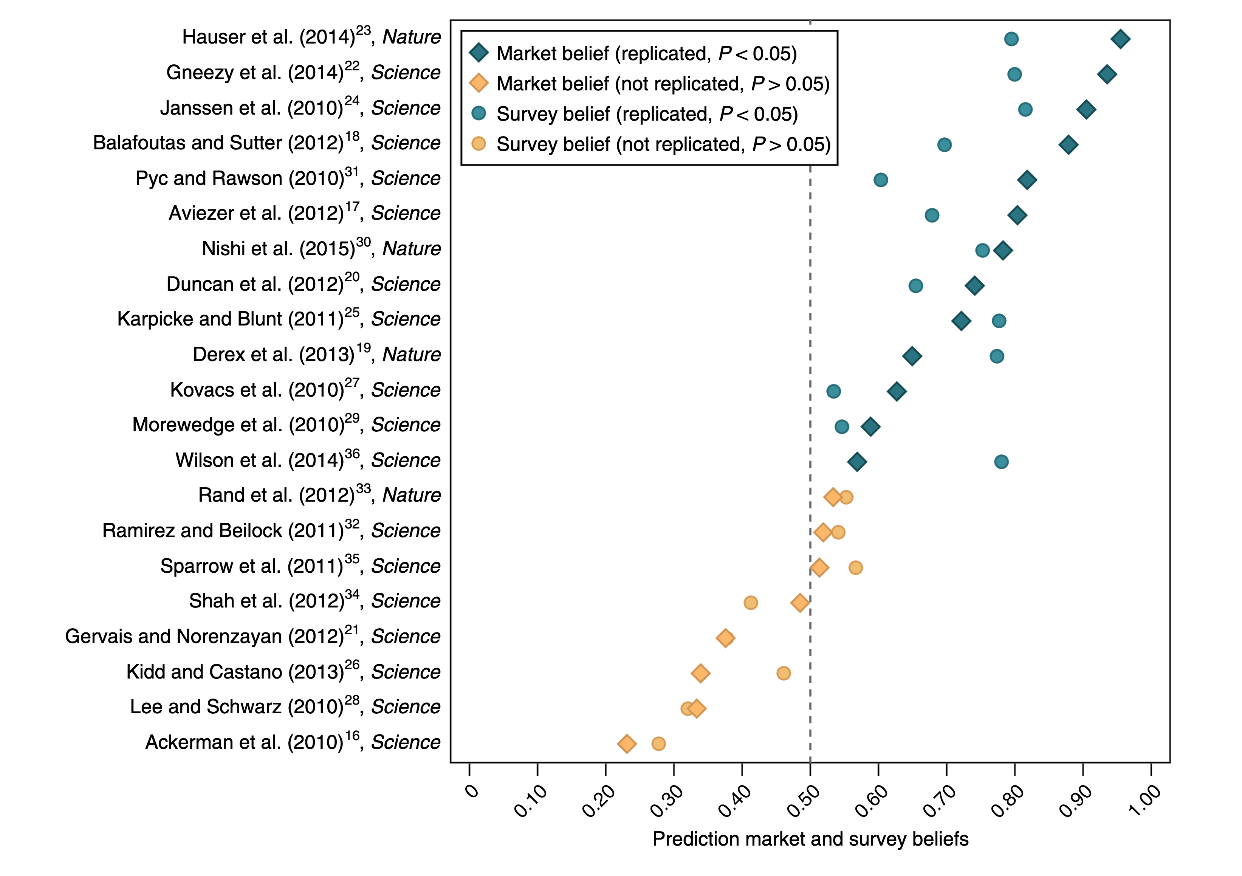 Hauser et al. (2014)23, Nature
Gneezy et al. (2014)22, Science
Janssen et al. (2010)24, Science
Balafoutas and Sutter (2012)18, Science
Pyc and Rawson (2010)31, Science
Aviezer et al. (2012)17, Science
Nishi et al. (2015)30, Nature
Duncan et al. (2012)20, Science
Karpicke and Blunt (2011)25, Science
Derex et al. (2013)19, Nature
Kovacs et al. (2010)27, Science
Morewedge et al. (2010)29, Science
Wilson et al. (2014)36, Science
Rand et al. (2012)33, Nature
Ramirez and Beilock (2011)32, Science
Sparrow et al. (2011)35, Science
Shah et al. (2012)34, Science
Gervais and Norenzayan (2012)21, Science
Kidd and Castano (2013)26, Science
Lee and Schwarz (2010)28, Science
Ackerman et al. (2010)16, Science
Market belief (replicated, P < 0.05)
Market belief (not replicated, P > 0.05)
Survey belief (replicated, P < 0.05)
Survey belief (not replicated, P > 0.05)
0 0.10 0.20 0.30 0.40 0.50 0.60 0.70 0.80 0.90 1.00
Prediction market and survey beliefs